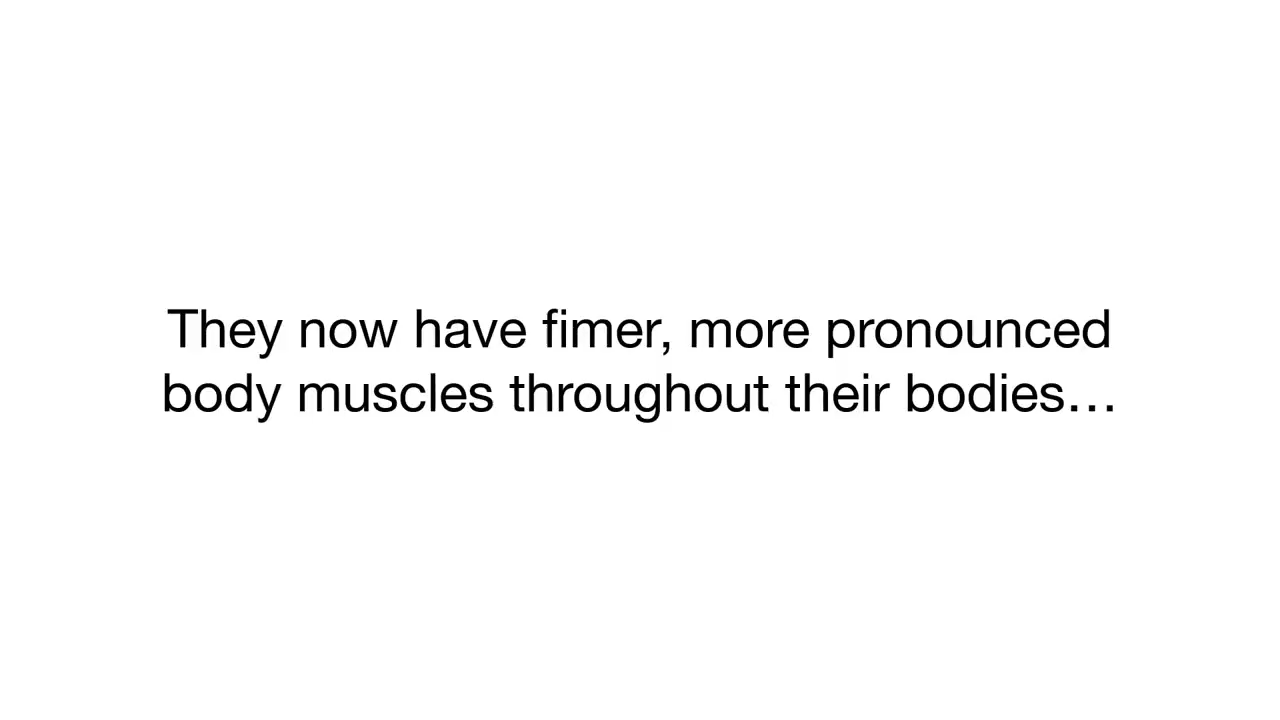 They now have fimer, more pronounced
body muscles throughout their bodies…